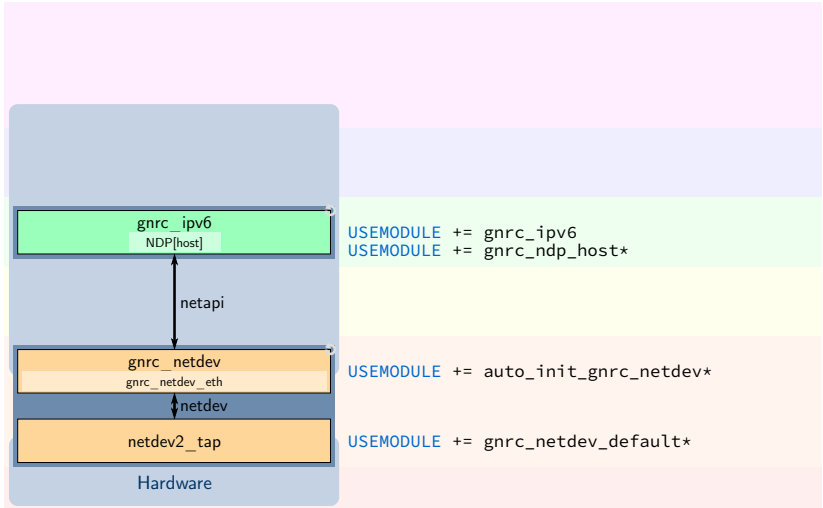 gnrc_ipv6
NDP[host]
USEMODULE += gnrc_ipv6
USEMODULE += gnrc_ndp_host*
netapi
gnrc_netdev
gnrc_netdev_eth
USEMODULE += auto_init_gnrc_netdev*
netdev
netdev2_tap
USEMODULE += gnrc_netdev_default*
Hardware